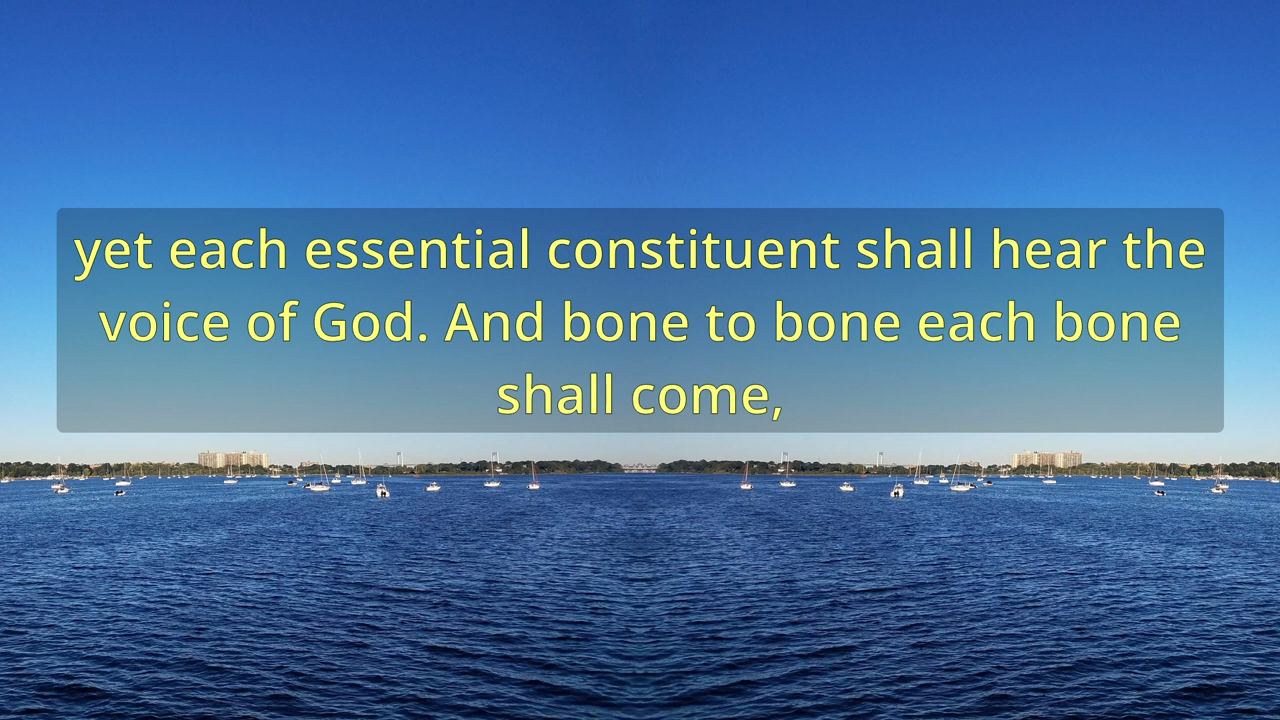 yet each essential constituent shall hear the
voice of God. And bone to bone each bone
shall come,